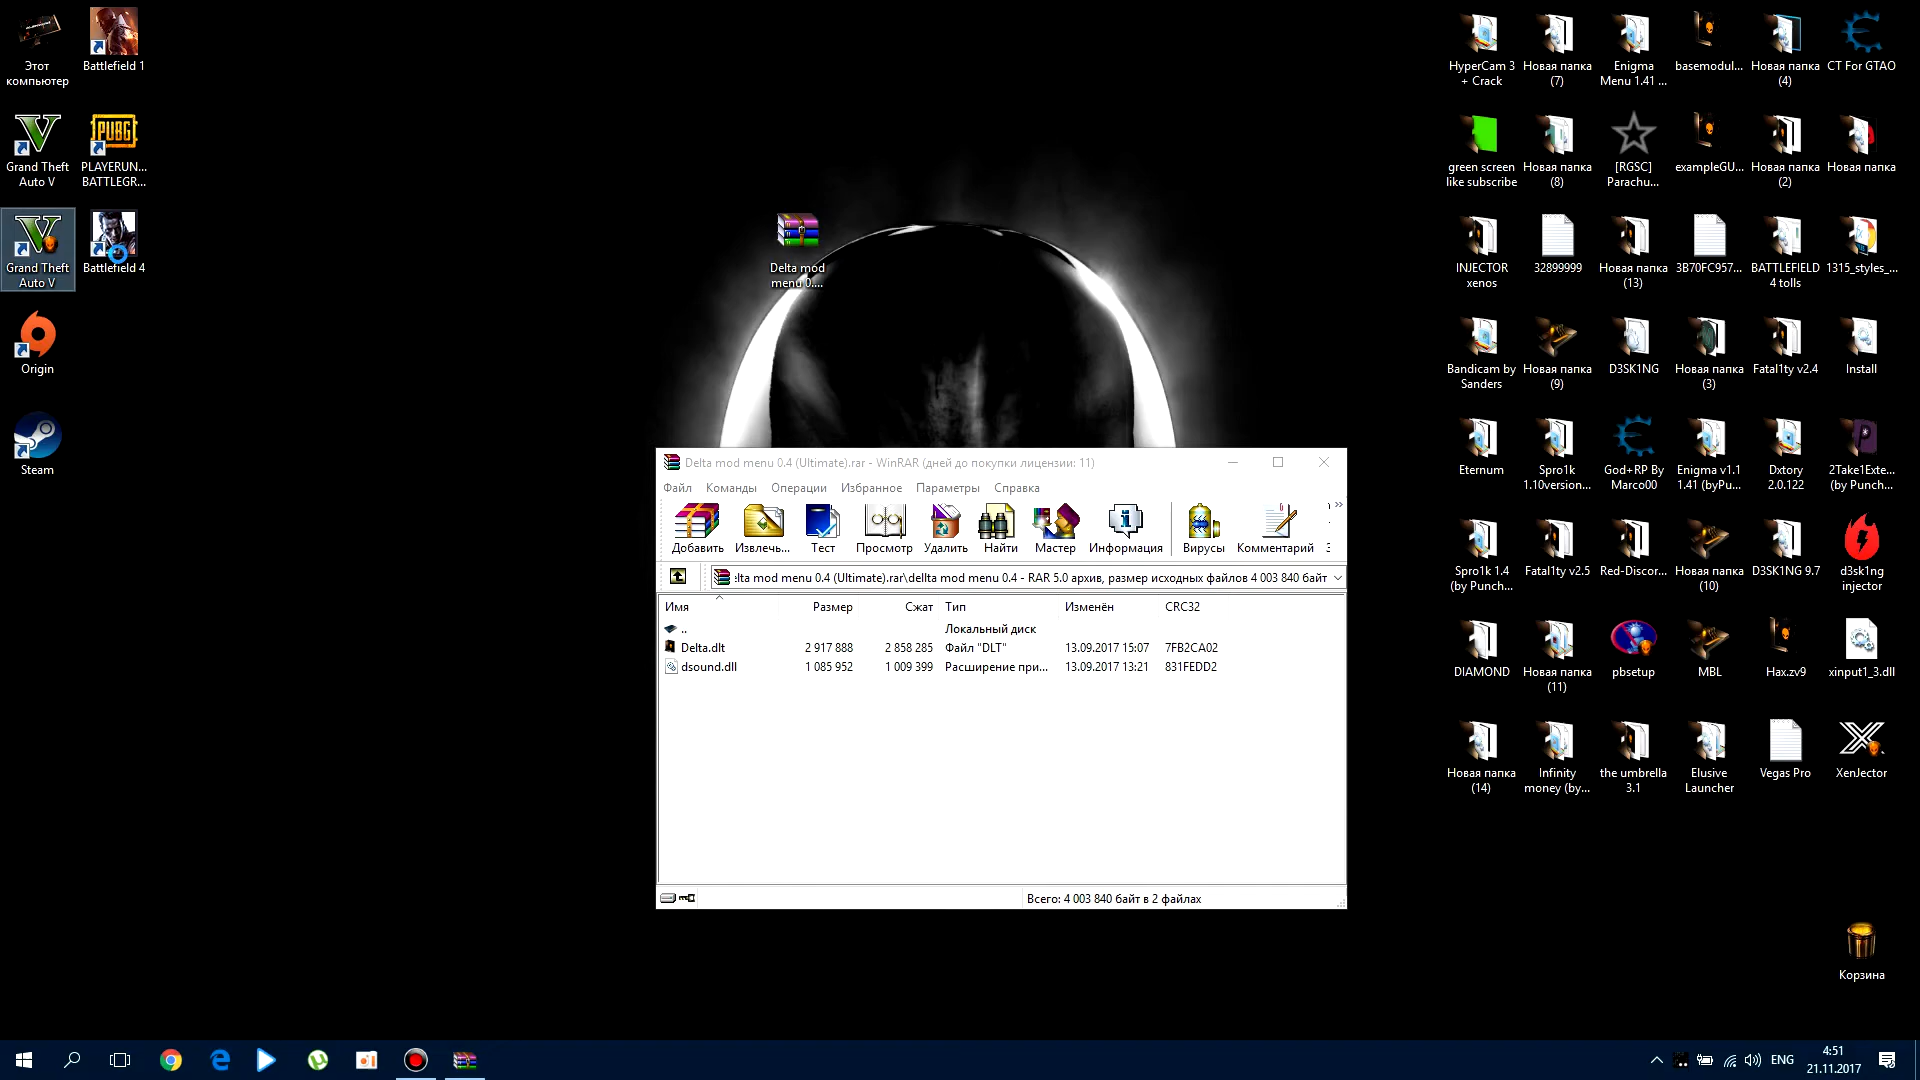 Этот
компьютер
Battlefield 1
Grand Theft
Auto V
PUBG
PLAYERUN...
BATTLEGR...
Grand Theft
Auto V
Battlefield 4
Origin
Steam
Delta mod
menu 0....
HyperCam 3
+ Crack
Новая папка
(7)
Enigma
Menu 1.41 ...
basemodul...
Новая папка
(4)
CT For GTAO
green screen
like subscribe
Новая папка
(8)
[RGSC]
Parachu...
exampleGU...
Новая папка
(2)
Новая папка
INJECTOR
xenos
32899999
Новая папка
(13)
3B70FC957...
BATTLEFIELD
4 tolls
1315_styles_...
Bandicam by
Sanders
Новая папка
(9)
D3SK1NG
Новая папка
(3)
Fatal1ty v2.4
Install
Eternum
Spro1k
1.10version...
God+RP By
Marco00
Enigma v1.1
1.41 (byPu...
Dxtory
2.0.122
2Take1Exte...
(by Punch...
Spro1k 1.4
(by Punch...
Fatal1ty v2.5
Red-Discor...
Новая папка
(10)
D3SK1NG 9.7
d3sk1ng
injector
DIAMOND
Новая папка
(11)
pbsetup
MBL
Hax.zv9
xinput1_3.dll
Новая папка
(14)
Infinity
money (by...
the umbrella
3.1
Elusive
Launcher
Vegas Pro
XenJector
Корзина
Delta mod menu 0.4 (Ultimate).rar - WinRAR (дней до покупки лицензии: 11)
Файл Команды Операции Избранное Параметры Справка
Добавить Извлечь... Тест Просмотр Удалить Найти Мастер Информация Вирусы Комментарий
lta mod menu 0.4 (Ultimate).rar\dellta mod menu 0.4 - RAR 5.0 архив, размер исходных файлов 4 003 840 байт
Имя Размер Сжат Тип Изменён CRC32
.. Локальный диск
Delta.dlt 2 917 888 2 858 285 Файл "DLT" 13.09.2017 15:07 7FB2CA02
dsound.dll 1 085 952 1 009 399 Расширение при... 13.09.2017 13:21 831FEDD2
Всего: 4 003 840 байт в 2 файлах
ENG
4:51
21.11.2017